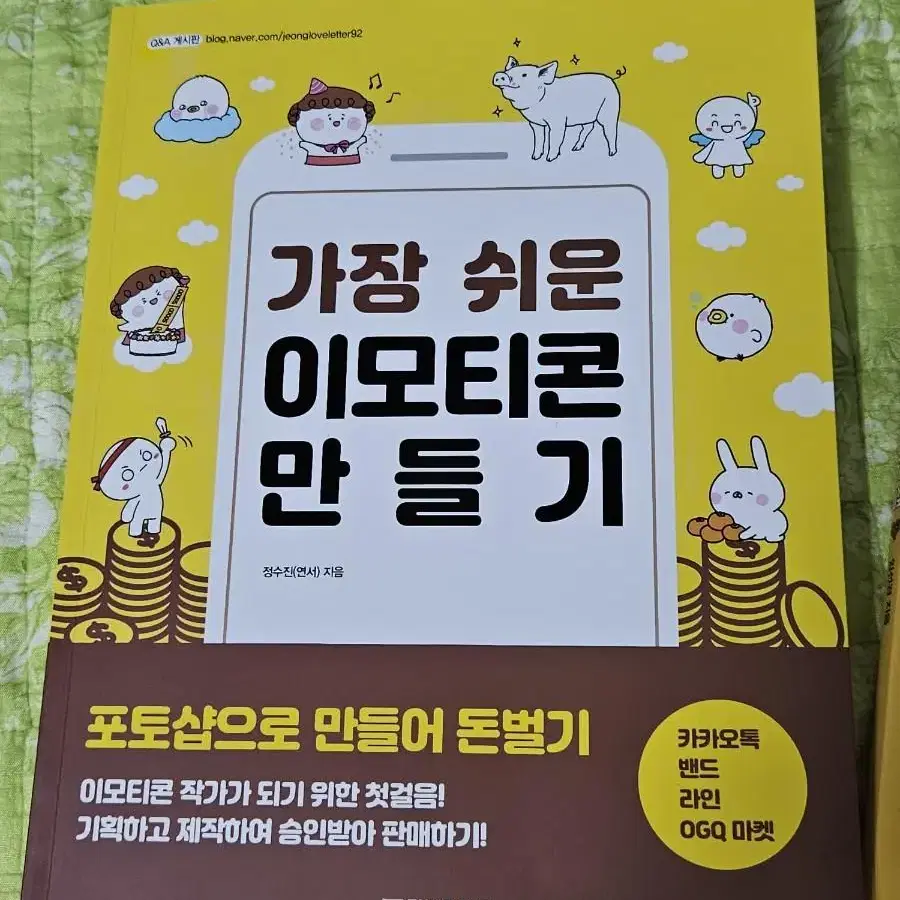 Q&A 게시판 blog.naver.com/jeongloveletter92
가장 쉬운
이모티콘
만들기
정수진(연서) 지음
포토샵으로 만들어 돈벌기
이모티콘 작가가 되기 위한 첫걸음!
기획하고 제작하여 승인받아 판매하기!
카카오톡
밴드
라인
OGQ 마켓